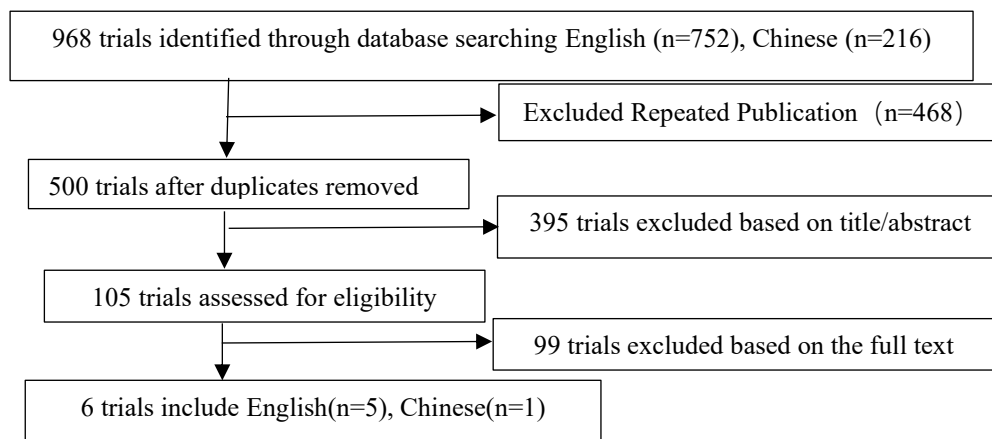 968 trials identified through database searching English (n=752), Chinese (n=216)
Excluded Repeated Publication（n=468）
500 trials after duplicates removed
395 trials excluded based on title/abstract
105 trials assessed for eligibility
99 trials excluded based on the full text
6 trials include English(n=5), Chinese(n=1)